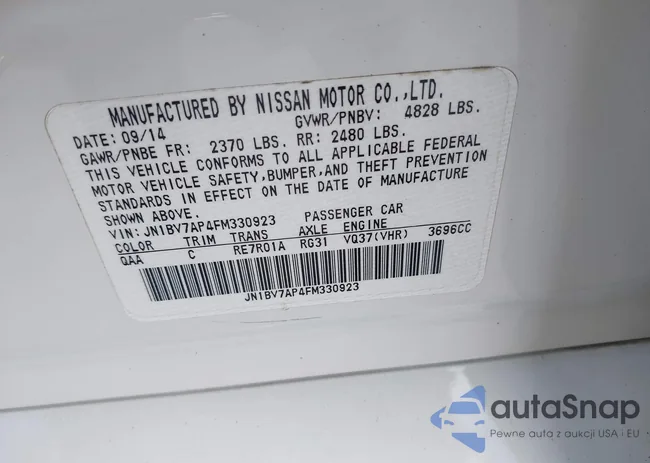 MANUFACTURED BY NISSAN MOTOR CO.,LTD.
DATE: 09/14 GVWR/PNBV: 4828 LBS.
GAWR/PNBE FR: 2370 LBS. RR: 2480 LBS.
THIS VEHICLE CONFORMS TO ALL APPLICABLE FEDERAL
MOTOR VEHICLE SAFETY,BUMPER,AND THEFT PREVENTION
STANDARDS IN EFFECT ON THE DATE OF MANUFACTURE
SHOWN ABOVE.
VIN: JN1BV7AP4FM330923 PASSENGER CAR
COLOR TRIM TRANS AXLE ENGINE
QAA C RE7R01A RG31 VQ37(VHR) 3696CC
JN1BV7AP4FM330923
autaSnap
Pewne auta z aukcji USA i EU